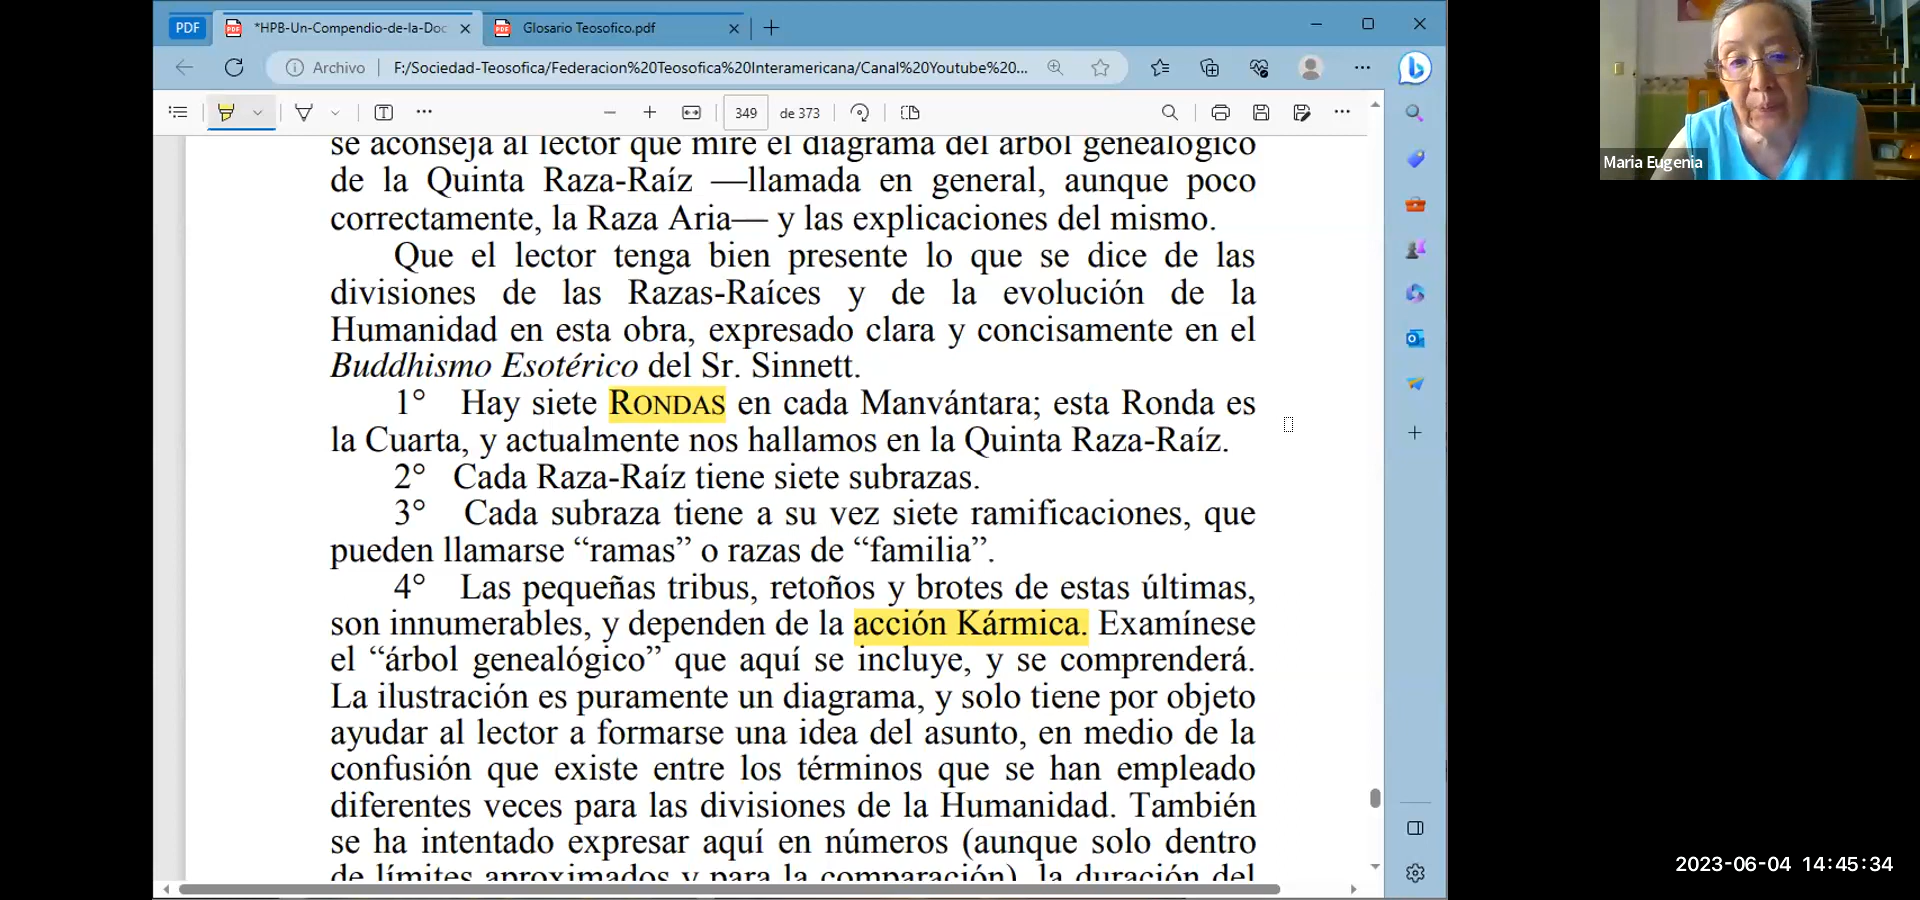 PDF
*HPB-Un-Compendio-de-la-Doc
Glosario Teosofico.pdf
Archivo
F:/Sociedad-Teosofica/Federacion%20Teosofica%20Interamericana/Canal%20Youtube%20...
349 de 373
se aconseja al lector que mire el diagrama del árbol genealógico
de la Quinta Raza-Raíz —llamada en general, aunque poco
correctamente, la Raza Aria— y las explicaciones del mismo.
Que el lector tenga bien presente lo que se dice de las
divisiones de las Razas-Raíces y de la evolución de la
Humanidad en esta obra, expresado clara y concisamente en el
Buddhismo Esotérico del Sr. Sinnett.
1° Hay siete RONDAS en cada Manvántara; esta Ronda es
la Cuarta, y actualmente nos hallamos en la Quinta Raza-Raíz.
2° Cada Raza-Raíz tiene siete subrazas.
3° Cada subraza tiene a su vez siete ramificaciones, que
pueden llamarse “ramas” o razas de “familia”.
4° Las pequeñas tribus, retoños y brotes de estas últimas,
son innumerables, y dependen de la acción Kármica. Examínese
el “árbol genealógico” que aquí se incluye, y se comprenderá.
La ilustración es puramente un diagrama, y solo tiene por objeto
ayudar al lector a formarse una idea del asunto, en medio de la
confusión que existe entre los términos que se han empleado
diferentes veces para las divisiones de la Humanidad. También
se ha intentado expresar aquí en números (aunque solo dentro
de límites aproximados y para la comparación), la duración del
Maria Eugenia
2023-06-04 14:45:34